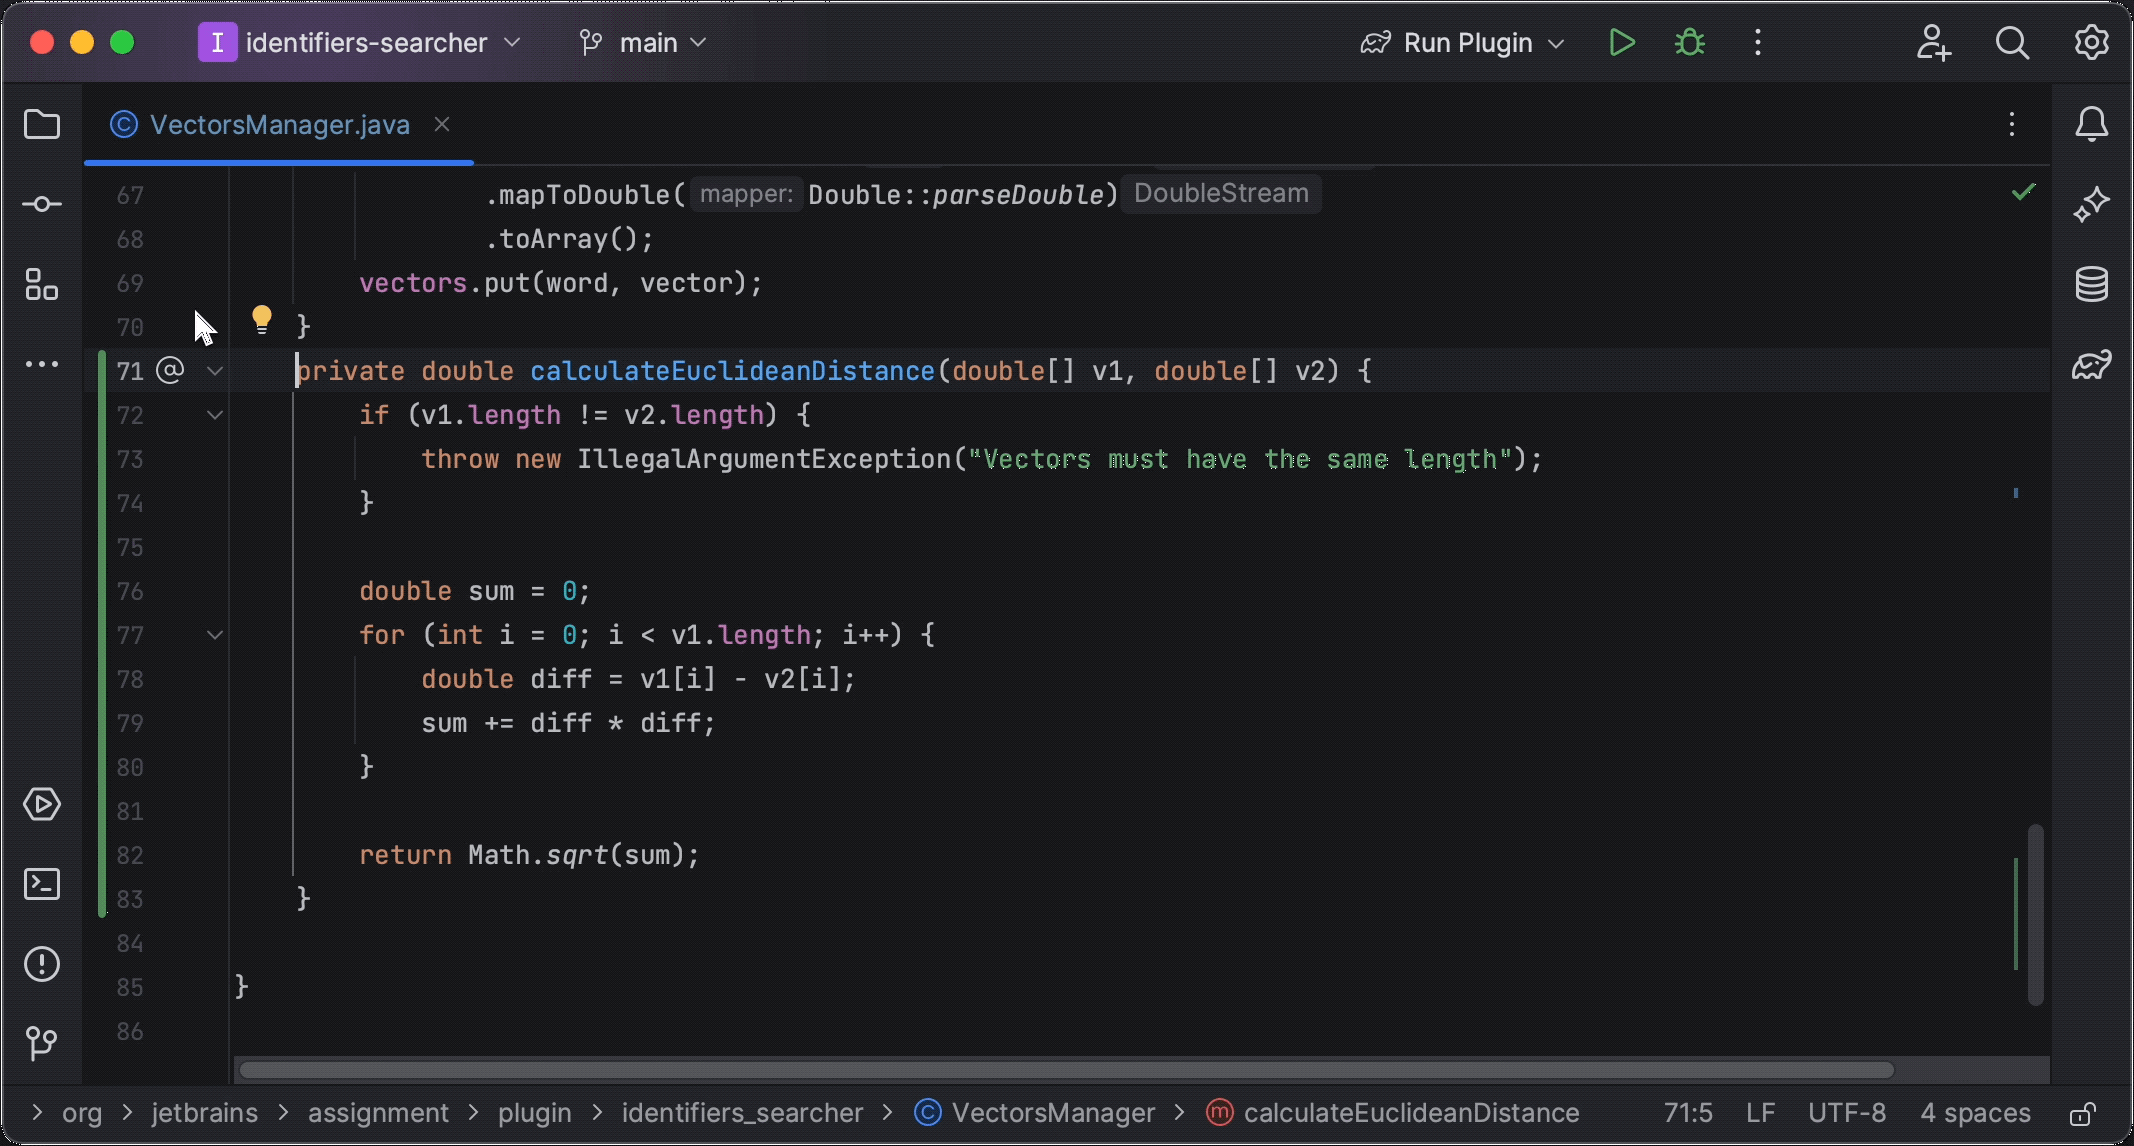 I identifiers-searcher main Run Plugin
VectorsManager.java
67 .mapToDouble( mapper: Double::parseDouble) DoubleStream
68 .toArray();
69 vectors.put(word, vector);
70 }
71 @ private double calculateEuclideanDistance(double[] v1, double[] v2) {
72 if (v1.length != v2.length) {
73 throw new IllegalArgumentException("Vectors must have the same length");
74 }
75
76 double sum = 0;
77 for (int i = 0; i < v1.length; i++) {
78 double diff = v1[i] - v2[i];
79 sum += diff * diff;
80 }
81
82 return Math.sqrt(sum);
83 }
84
85 }
86
> org > jetbrains > assignment > plugin > identifiers_searcher > C VectorsManager > m calculateEuclideanDistance 71:5 LF UTF-8 4 spaces